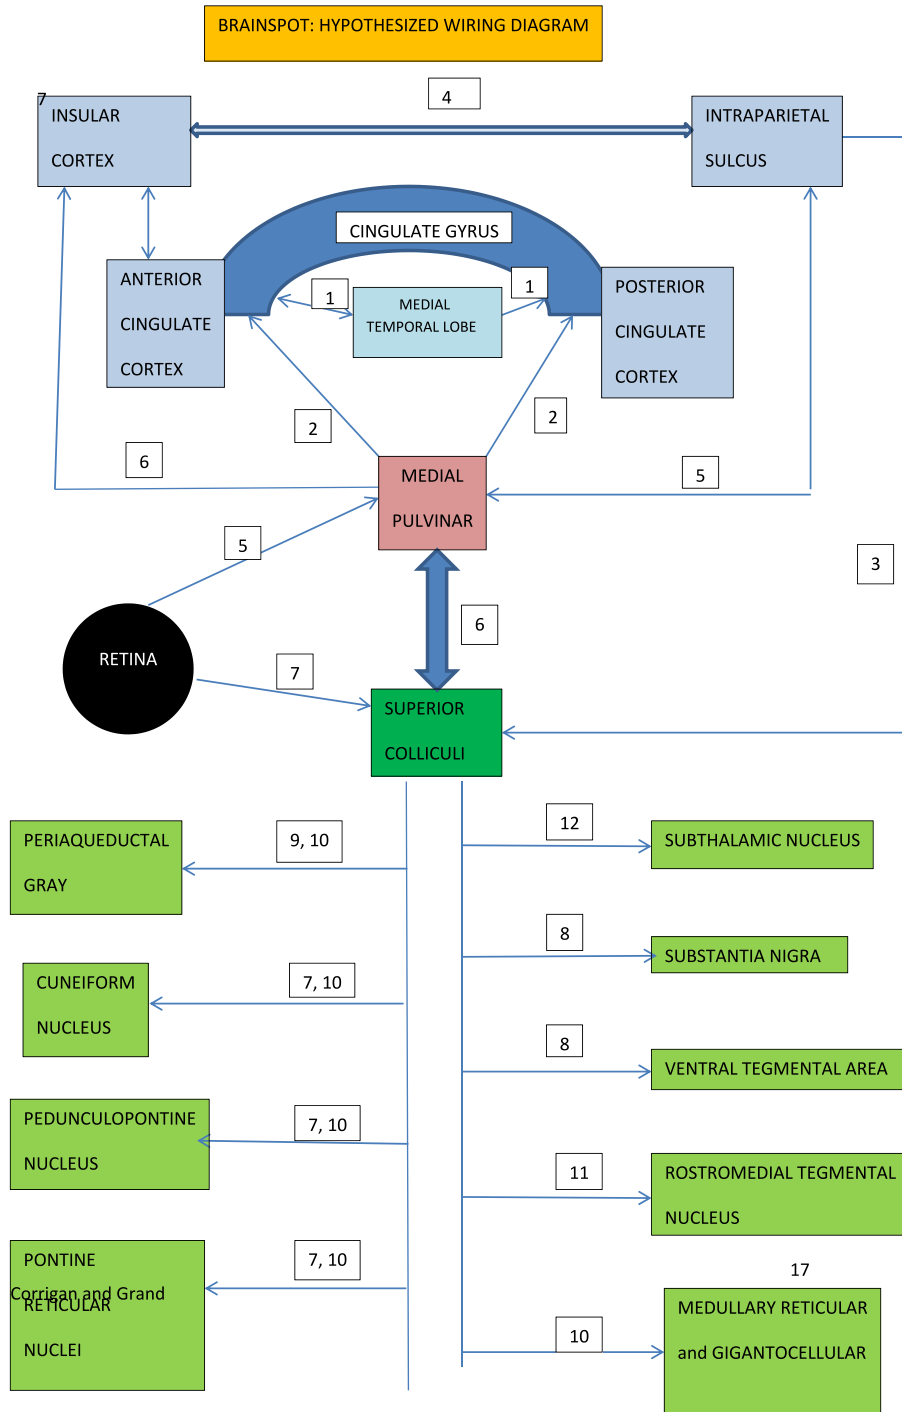 BRAINSPOT: HYPOTHESIZED WIRING DIAGRAM
7
4
INSULAR
CORTEX
INTRAPARIETAL
SULCUS
CINGULATE GYRUS
ANTERIOR
CINGULATE
CORTEX
1
MEDIAL
TEMPORAL LOBE
1
POSTERIOR
CINGULATE
CORTEX
2
2
6
MEDIAL
PULVINAR
5
5
3
6
RETINA
7
SUPERIOR
COLLICULI
PERIAQUEDUCTAL
GRAY
9, 10
12
SUBTHALAMIC NUCLEUS
8
SUBSTANTIA NIGRA
CUNEIFORM
NUCLEUS
7, 10
8
VENTRAL TEGMENTAL AREA
PEDUNCULOPONTINE
NUCLEUS
7, 10
11
ROSTROMEDIAL TEGMENTAL
NUCLEUS
PONTINE
RETICULAR
NUCLEI
7, 10
Corrigan and Grand
17
10
MEDULLARY RETICULAR
and GIGANTOCELLULAR